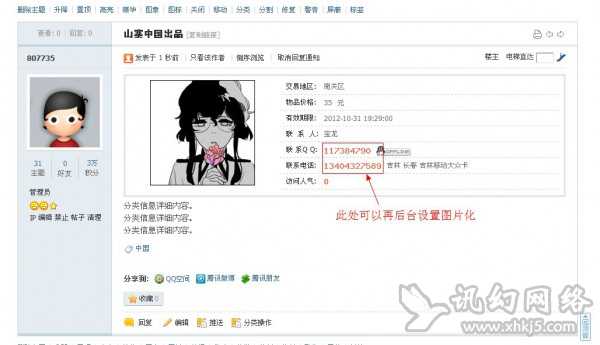 删除主题 升降 置顶 高亮 精华 图章 图标 关闭 移动 分类 分割 修复 警告 屏蔽 标签
查看: 0 回复: 0
山寨中国出品 [复制链接]
807735
发表于 1 秒前 只看该作者 倒序浏览 取消回复通知
楼主 电梯直达
交易地区: 南关区
物品价格: 35 元
有效期限: 2012-10-31 19:29:00
联 系 人: 宝龙
联 系 Q Q: 117384790 OFFLINE
联系电话: 13404327589 吉林 长春 吉林移动大众卡
访问人气: 0
31 主题
0 好友
3万 积分
管理员
IP 编辑 禁止 帖子 清理
此处可以再后台设置图片化
分类信息详细内容。
分类信息详细内容。
分类信息详细内容。
中国
分享到: QQ空间 腾讯微博 腾讯朋友
收藏 0
回复 编辑 推送 分类操作
讯幻网络
www.xhkj5.com